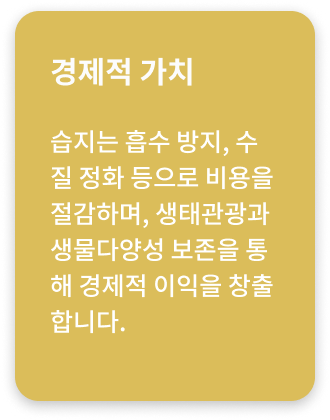 경제적 가치
습지는 흡수 방지, 수
질 정화 등으로 비용을
절감하며, 생태관광과
생물다양성 보존을 통
해 경제적 이익을 창출
합니다.